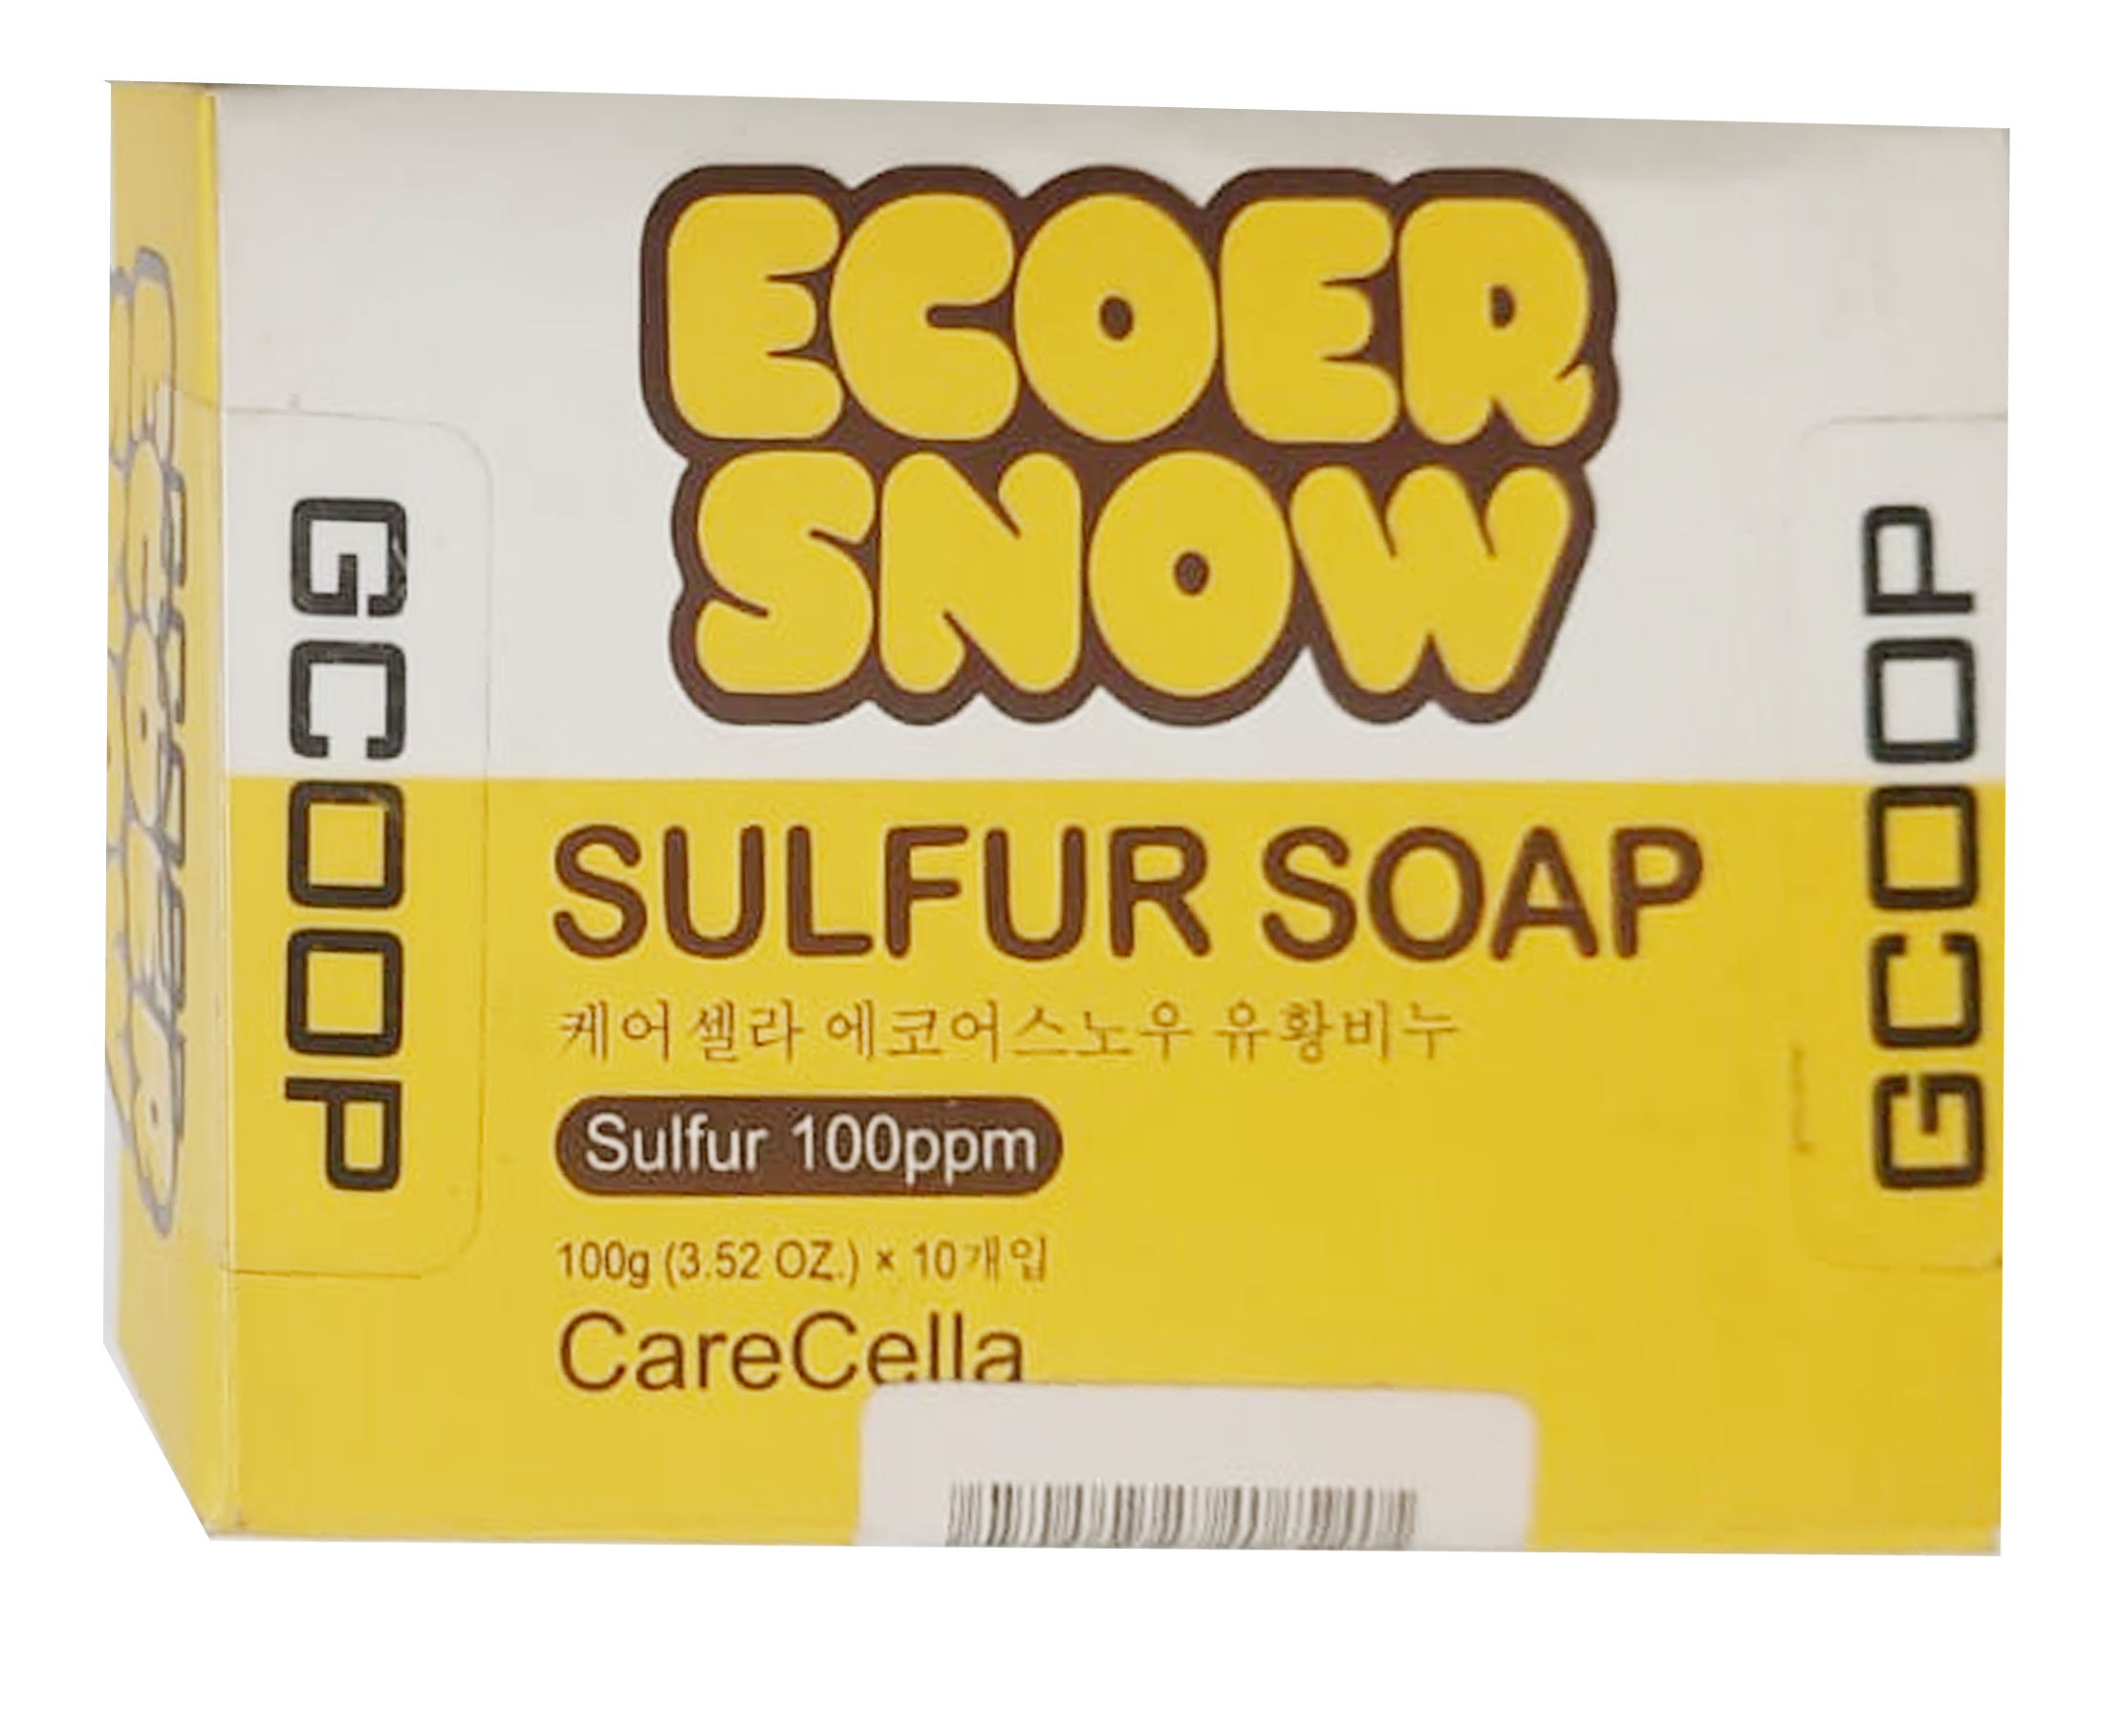 ECOER
SNOW
GCOOP
GCOOP
SULFUR SOAP
케어셀라 에코어스노우 유황비누
Sulfur 100ppm
100g (3.52 OZ.) × 10개입
CareCella